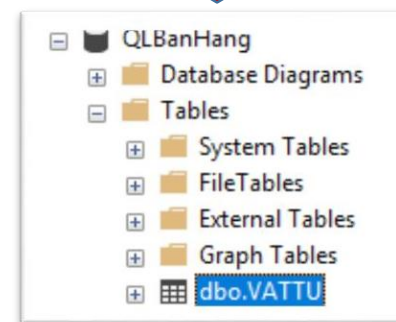 QLBanHang
Database Diagrams
Tables
System Tables
FileTables
External Tables
Graph Tables
dbo.VATTU